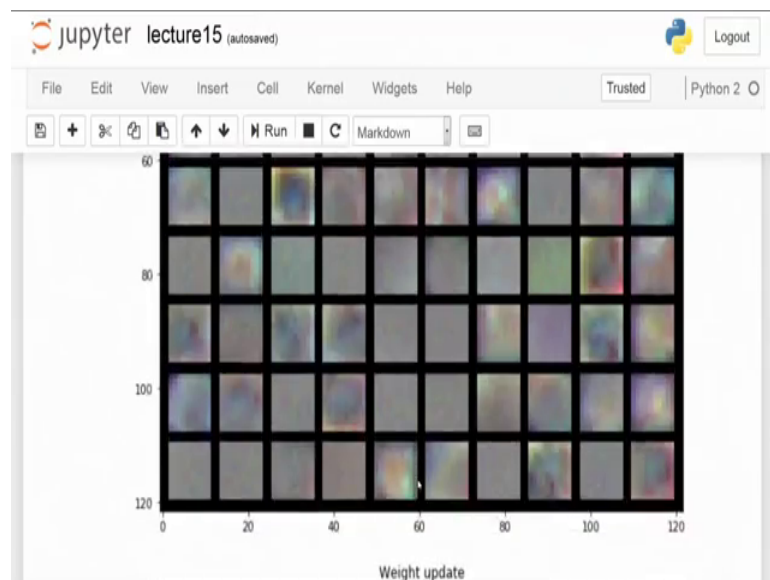 jupyter lecture15 (autosaved) Logout
File Edit View Insert Cell Kernel Widgets Help Trusted Python 2
Run Markdown
60
80
100
120
0 20 40 60 80 100 120
Weight update